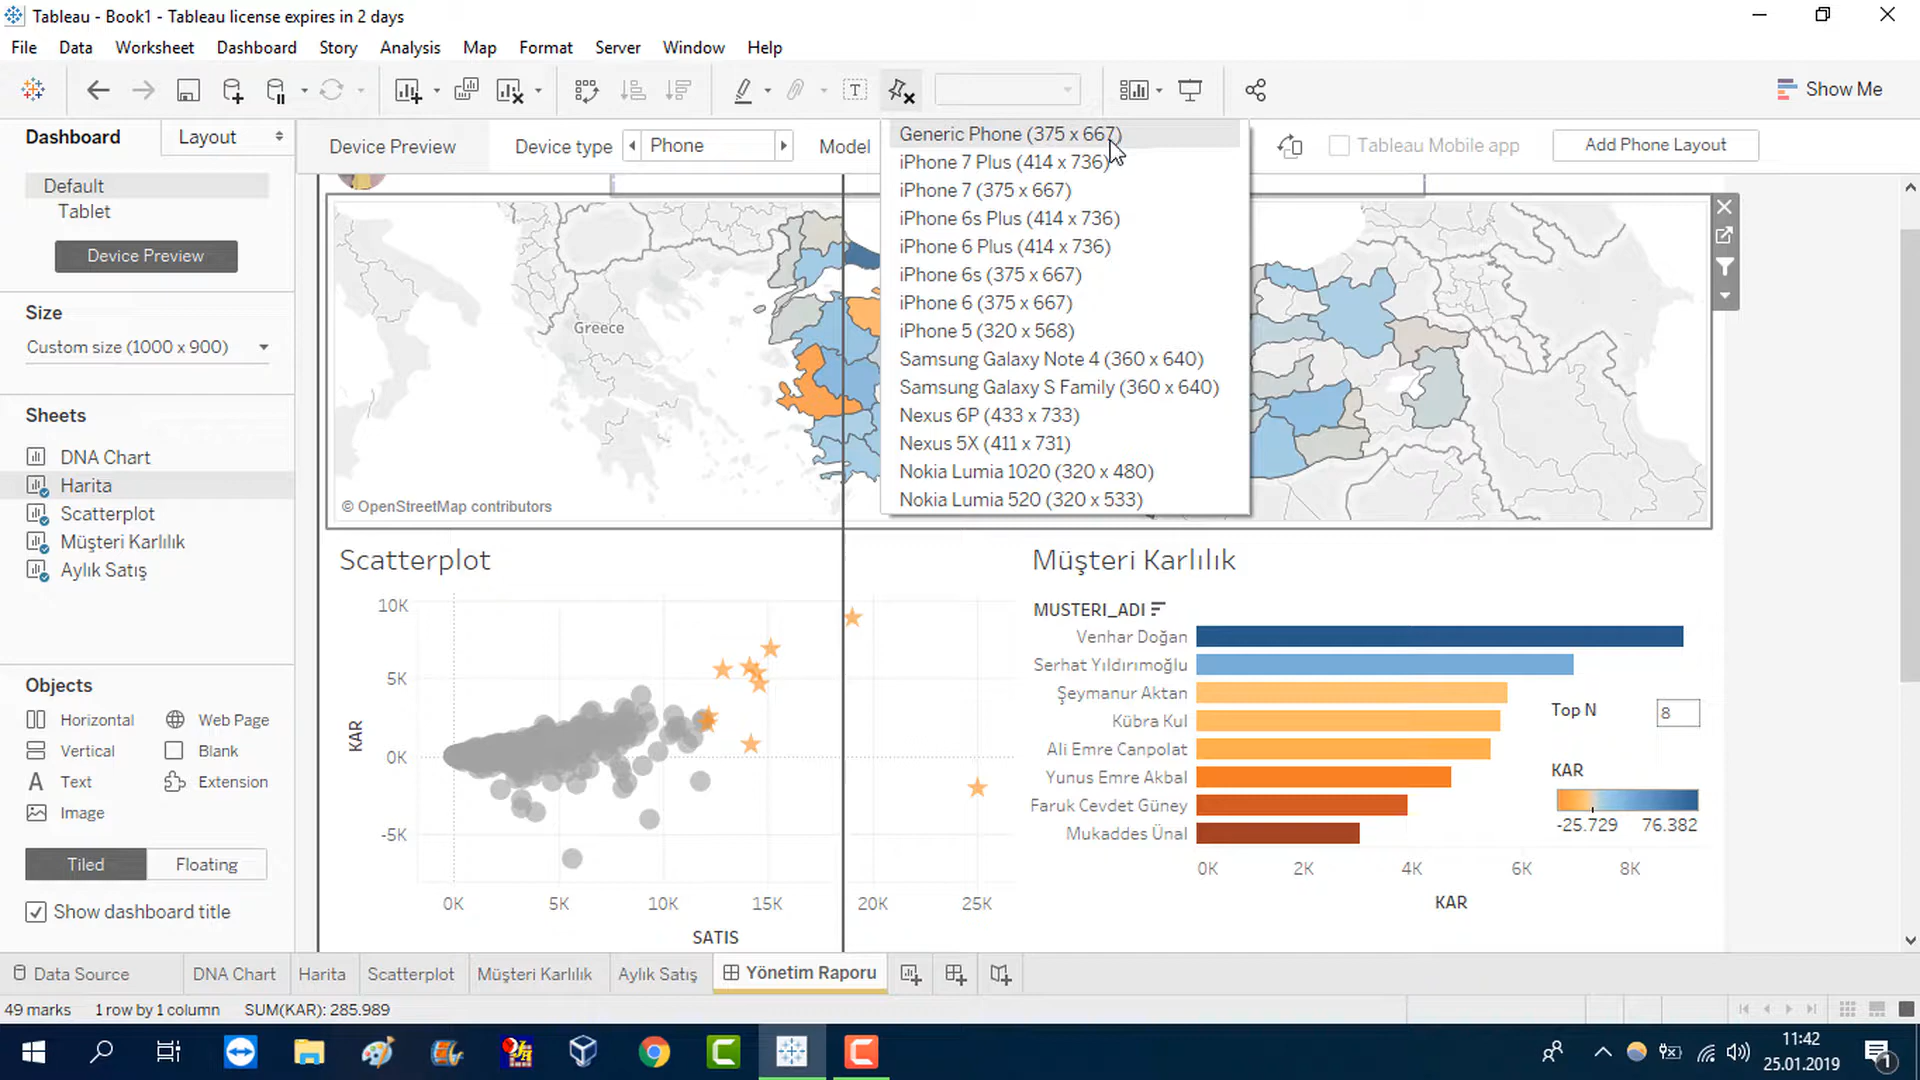 Tableau - Book1 - Tableau license expires in 2 days
File Data Worksheet Dashboard Story Analysis Map Format Server Window Help
Show Me
Dashboard Layout
Device Preview Device type Phone Model
Tableau Mobile app Add Phone Layout
Generic Phone (375 x 667)
iPhone 7 Plus (414 x 736)
iPhone 7 (375 x 667)
iPhone 6s Plus (414 x 736)
iPhone 6 Plus (414 x 736)
iPhone 6s (375 x 667)
iPhone 6 (375 x 667)
iPhone 5 (320 x 568)
Samsung Galaxy Note 4 (360 x 640)
Samsung Galaxy S Family (360 x 640)
Nexus 6P (433 x 733)
Nexus 5X (411 x 731)
Nokia Lumia 1020 (320 x 480)
Nokia Lumia 520 (320 x 533)
Default
Tablet
Device Preview
Size
Custom size (1000 x 900)
Sheets
DNA Chart
Harita
Scatterplot
Müşteri Karlılık
Aylık Satış
Objects
Horizontal Web Page
Vertical Blank
Text Extension
Image
Tiled Floating
Show dashboard title
Greece
© OpenStreetMap contributors
Scatterplot
10K
5K
0K
-5K
KAR
0K 5K 10K 15K 20K 25K
SATIS
Müşteri Karlılık
MUSTERI_ADI
Venhar Doğan
Serhat Yıldırımoğlu
Şeymanur Aktan
Kübra Kul
Ali Emre Canpolat
Yunus Emre Akbal
Faruk Cevdet Güney
Mukaddes Ünal
0K 2K 4K 6K 8K
KAR
Top N 8
KAR
-25.729 76.382
Data Source DNA Chart Harita Scatterplot Müşteri Karlılık Aylık Satış Yönetim Raporu
49 marks 1 row by 1 column SUM(KAR): 285.989
11:42
25.01.2019
1